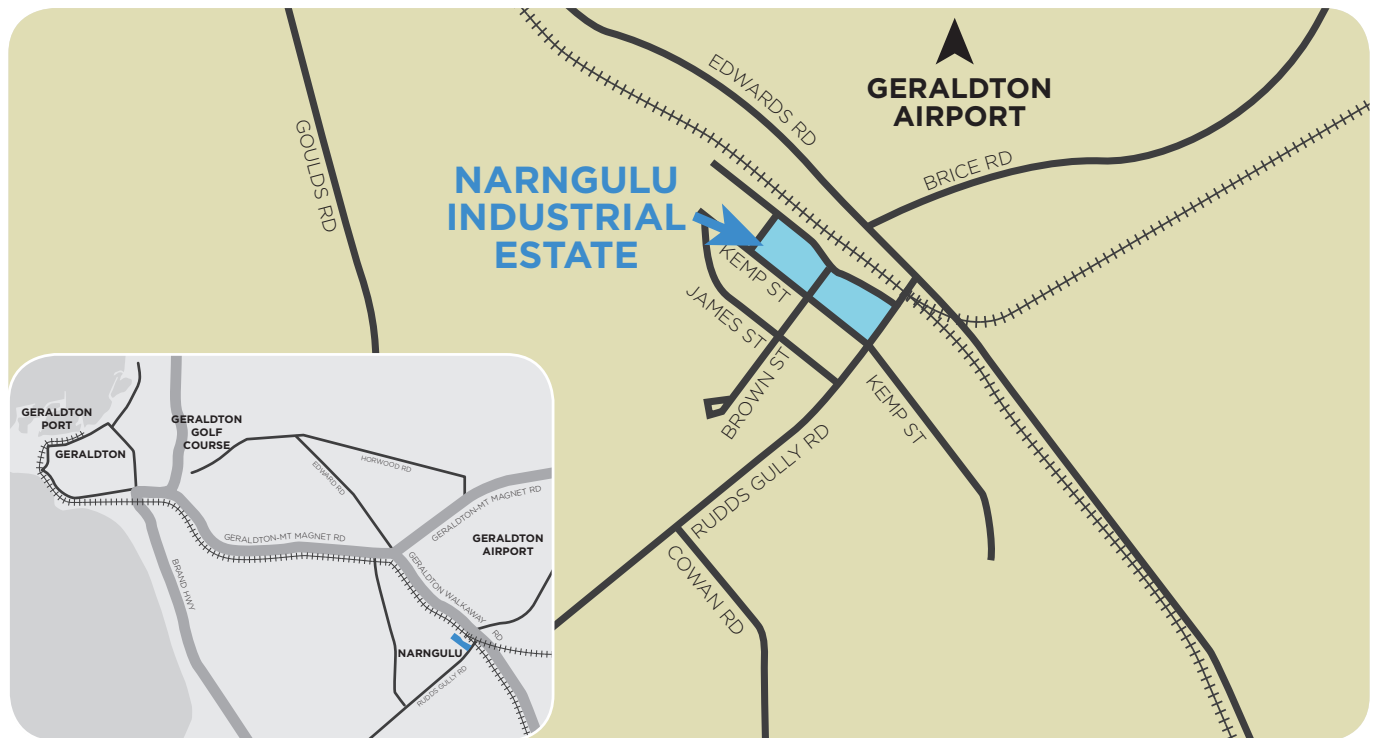 EDWARDS RD
GERALDTON
AIRPORT
GOULDS RD
BRICE RD
NARNGULU
INDUSTRIAL
ESTATE
KEMP ST
JAMES ST
BROWN ST
KEMP ST
RUDDS GULLY RD
COWAN RD
GERALDTON
PORT
GERALDTON
GOLF
COURSE
GERALDTON
HORWOOD RD
EDWARD RD
GERALDTON-MT MAGNET RD
GERALDTON-MT MAGNET RD
GERALDTON
AIRPORT
BRAND HWY
GERALDTON WALKAWAY RD
NARNGULU
RUDDS GULLY RD